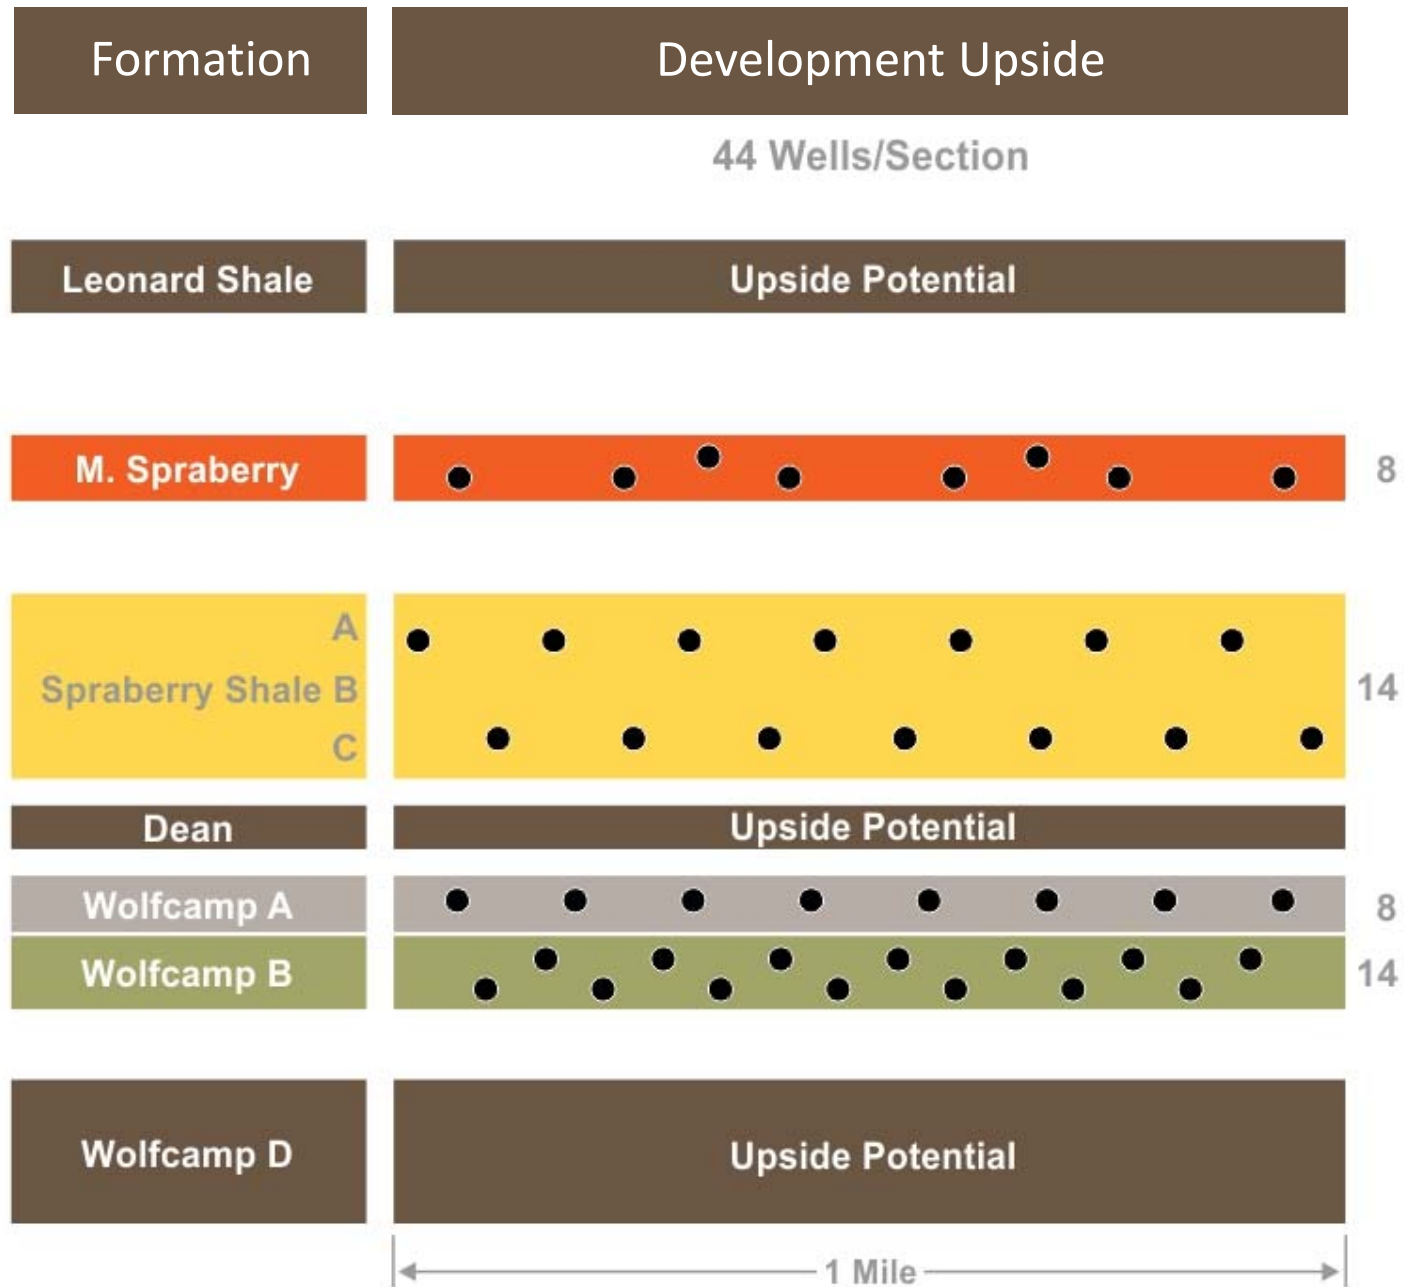 Formation
Development Upside
44 Wells/Section
Leonard Shale
Upside Potential
M. Spraberry
8
A
Spraberry Shale B
C
14
Dean
Upside Potential
Wolfcamp A
8
Wolfcamp B
14
Wolfcamp D
Upside Potential
1 Mile